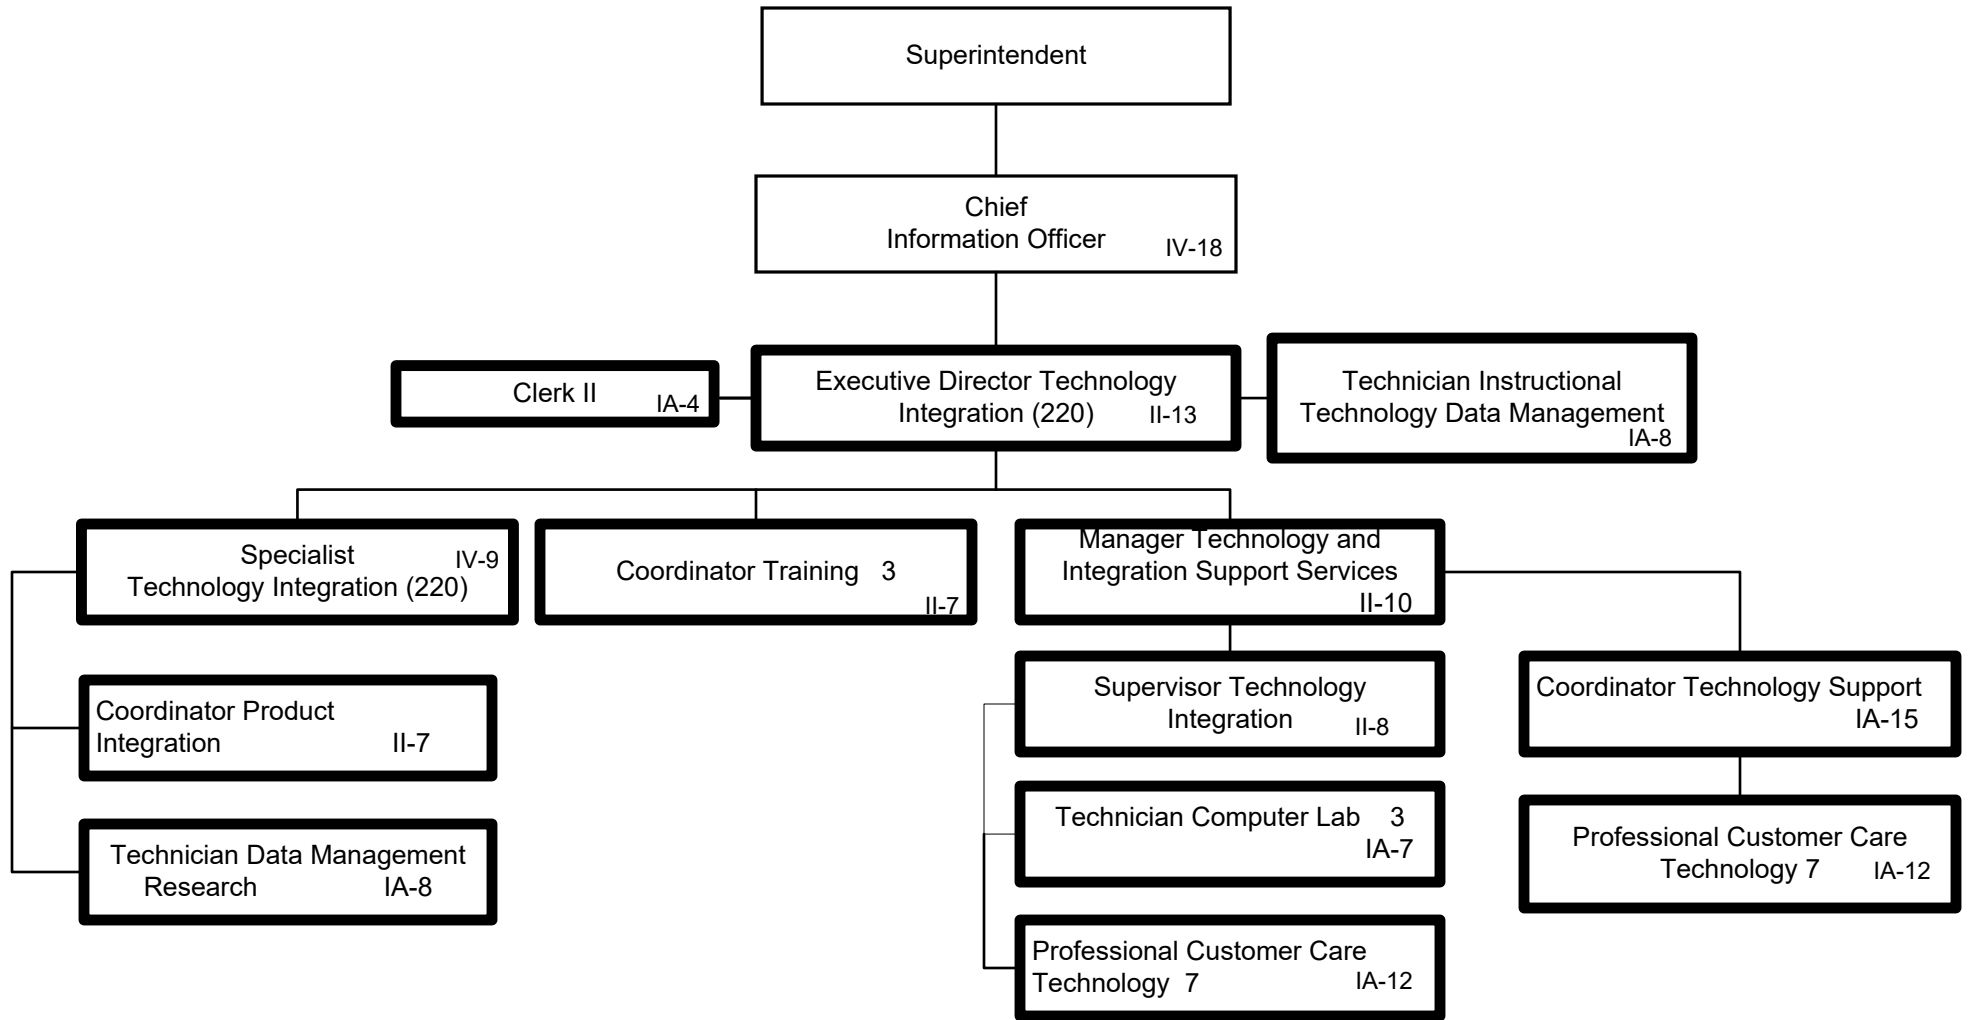 Superintendent
Chief
Information Officer IV-18
Clerk II IA-4
Executive Director Technology
Integration (220) II-13
Technician Instructional
Technology Data Management
IA-8
Specialist IV-9
Technology Integration (220)
Coordinator Training 3
II-7
Manager Technology and
Integration Support Services
II-10
Coordinator Product
Integration II-7
Technician Data Management
Research IA-8
Supervisor Technology
Integration II-8
Technician Computer Lab 3
IA-7
Professional Customer Care
Technology 7 IA-12
Coordinator Technology Support
IA-15
Professional Customer Care
Technology 7 IA-12